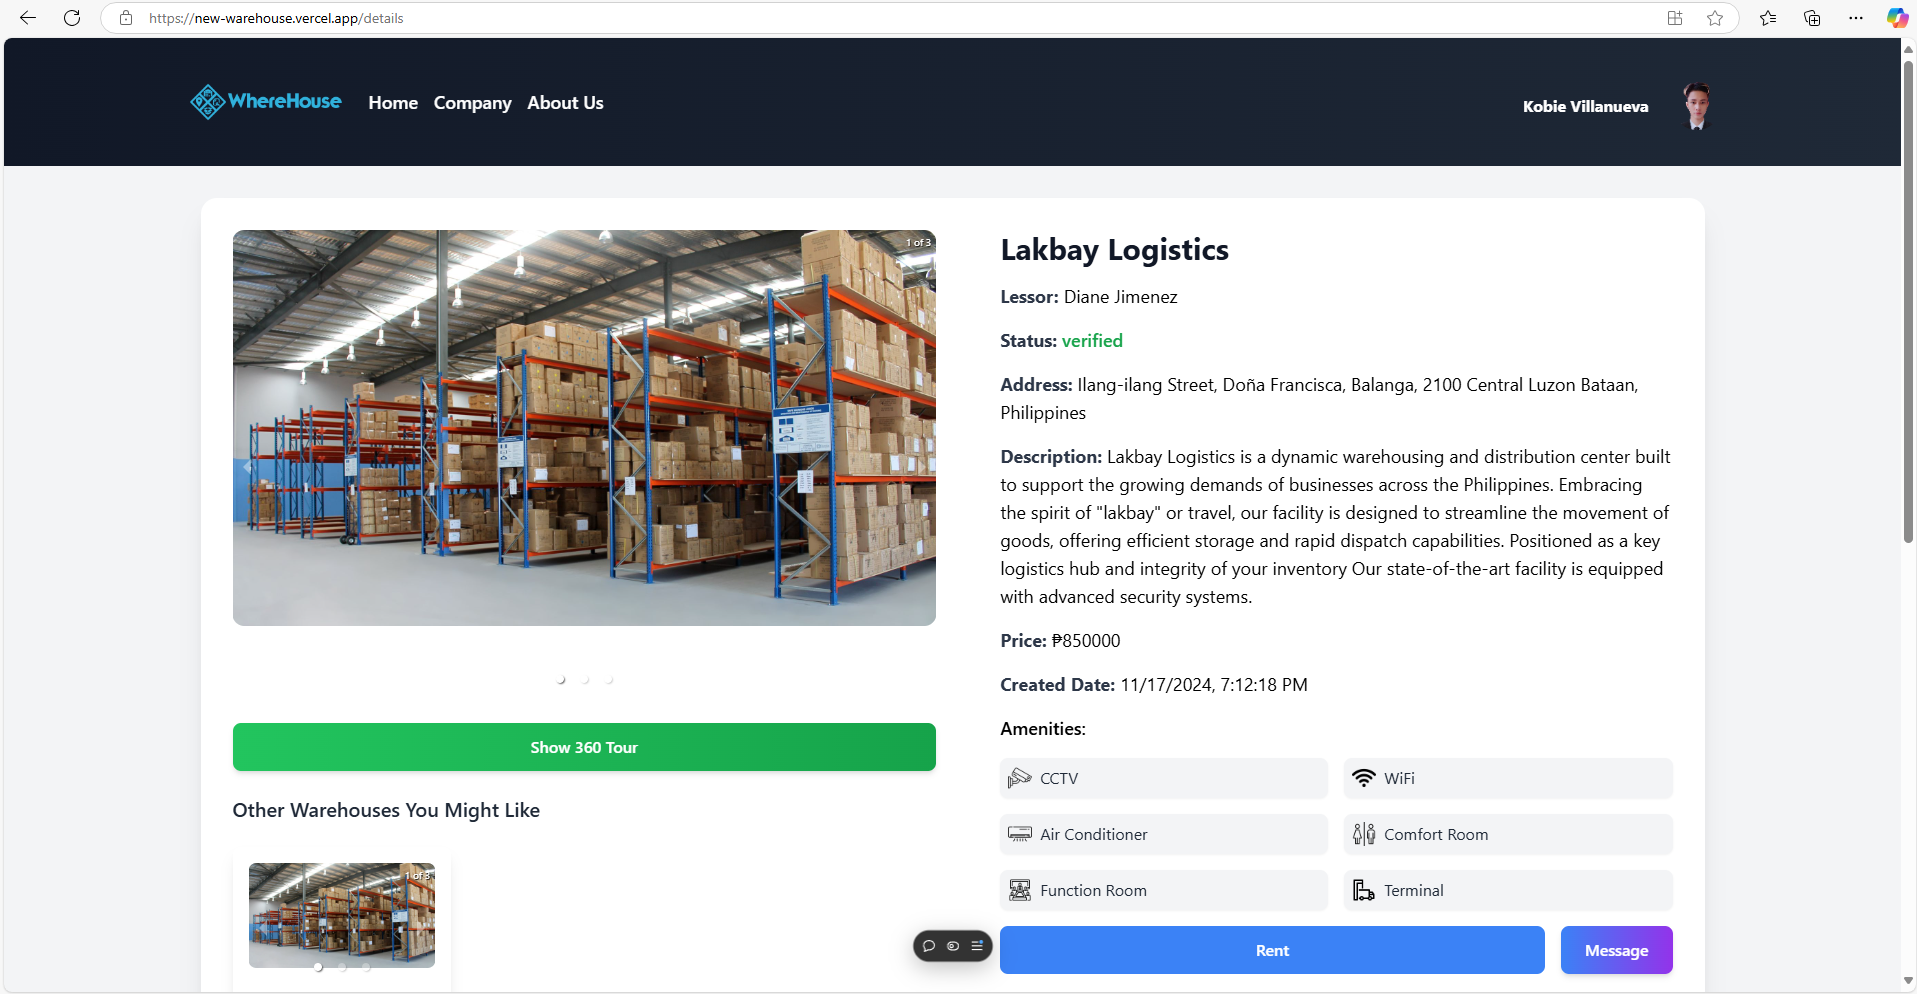 https://new-warehouse.vercel.app/details
WhereHouse
Home
Company
About Us
Kobie Villanueva
1 of 3
Lakbay Logistics
Lessor: Diane Jimenez
Status: verified
Address: Ilang-ilang Street, Doña Francisca, Balanga, 2100 Central Luzon Bataan,
Philippines
Description: Lakbay Logistics is a dynamic warehousing and distribution center built
to support the growing demands of businesses across the Philippines. Embracing
the spirit of "lakbay" or travel, our facility is designed to streamline the movement of
goods, offering efficient storage and rapid dispatch capabilities. Positioned as a key
logistics hub and integrity of your inventory Our state-of-the-art facility is equipped
with advanced security systems.
Price: ₱850000
Created Date: 11/17/2024, 7:12:18 PM
Amenities:
CCTV
WiFi
Air Conditioner
Comfort Room
Function Room
Terminal
Rent
Message
Show 360 Tour
Other Warehouses You Might Like
1 of 3